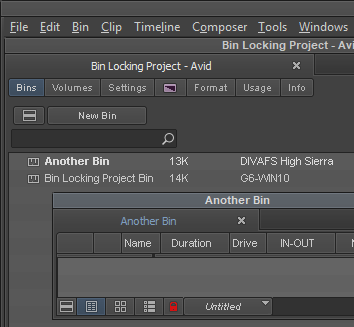 File Edit Bin Clip Timeline Composer Tools Windows
Bin Locking Project - Avi
Bin Locking Project - Avid
Bins Volumes Settings Format Usage Info
New Bin
Another Bin 13K DIVAFS High Sierra
Bin Locking Project Bin 14K G6-WIN10
Another Bin
Another Bin
Name Duration Drive IN-OUT
Untitled